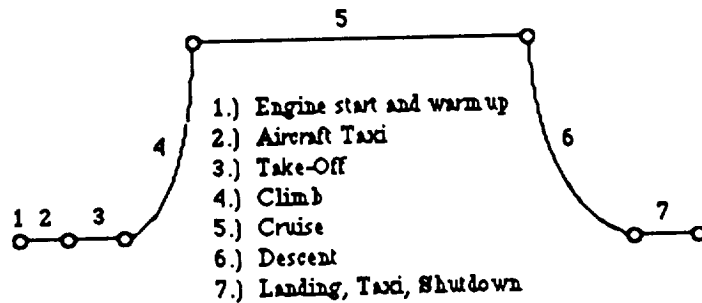 5
1.) Engine start and warm up
2.) Aircraft Taxi
3.) Take-Off
4.) Climb
5.) Cruise
6.) Descent
7.) Landing, Taxi, Shutdown
4
6
1 2 3
7